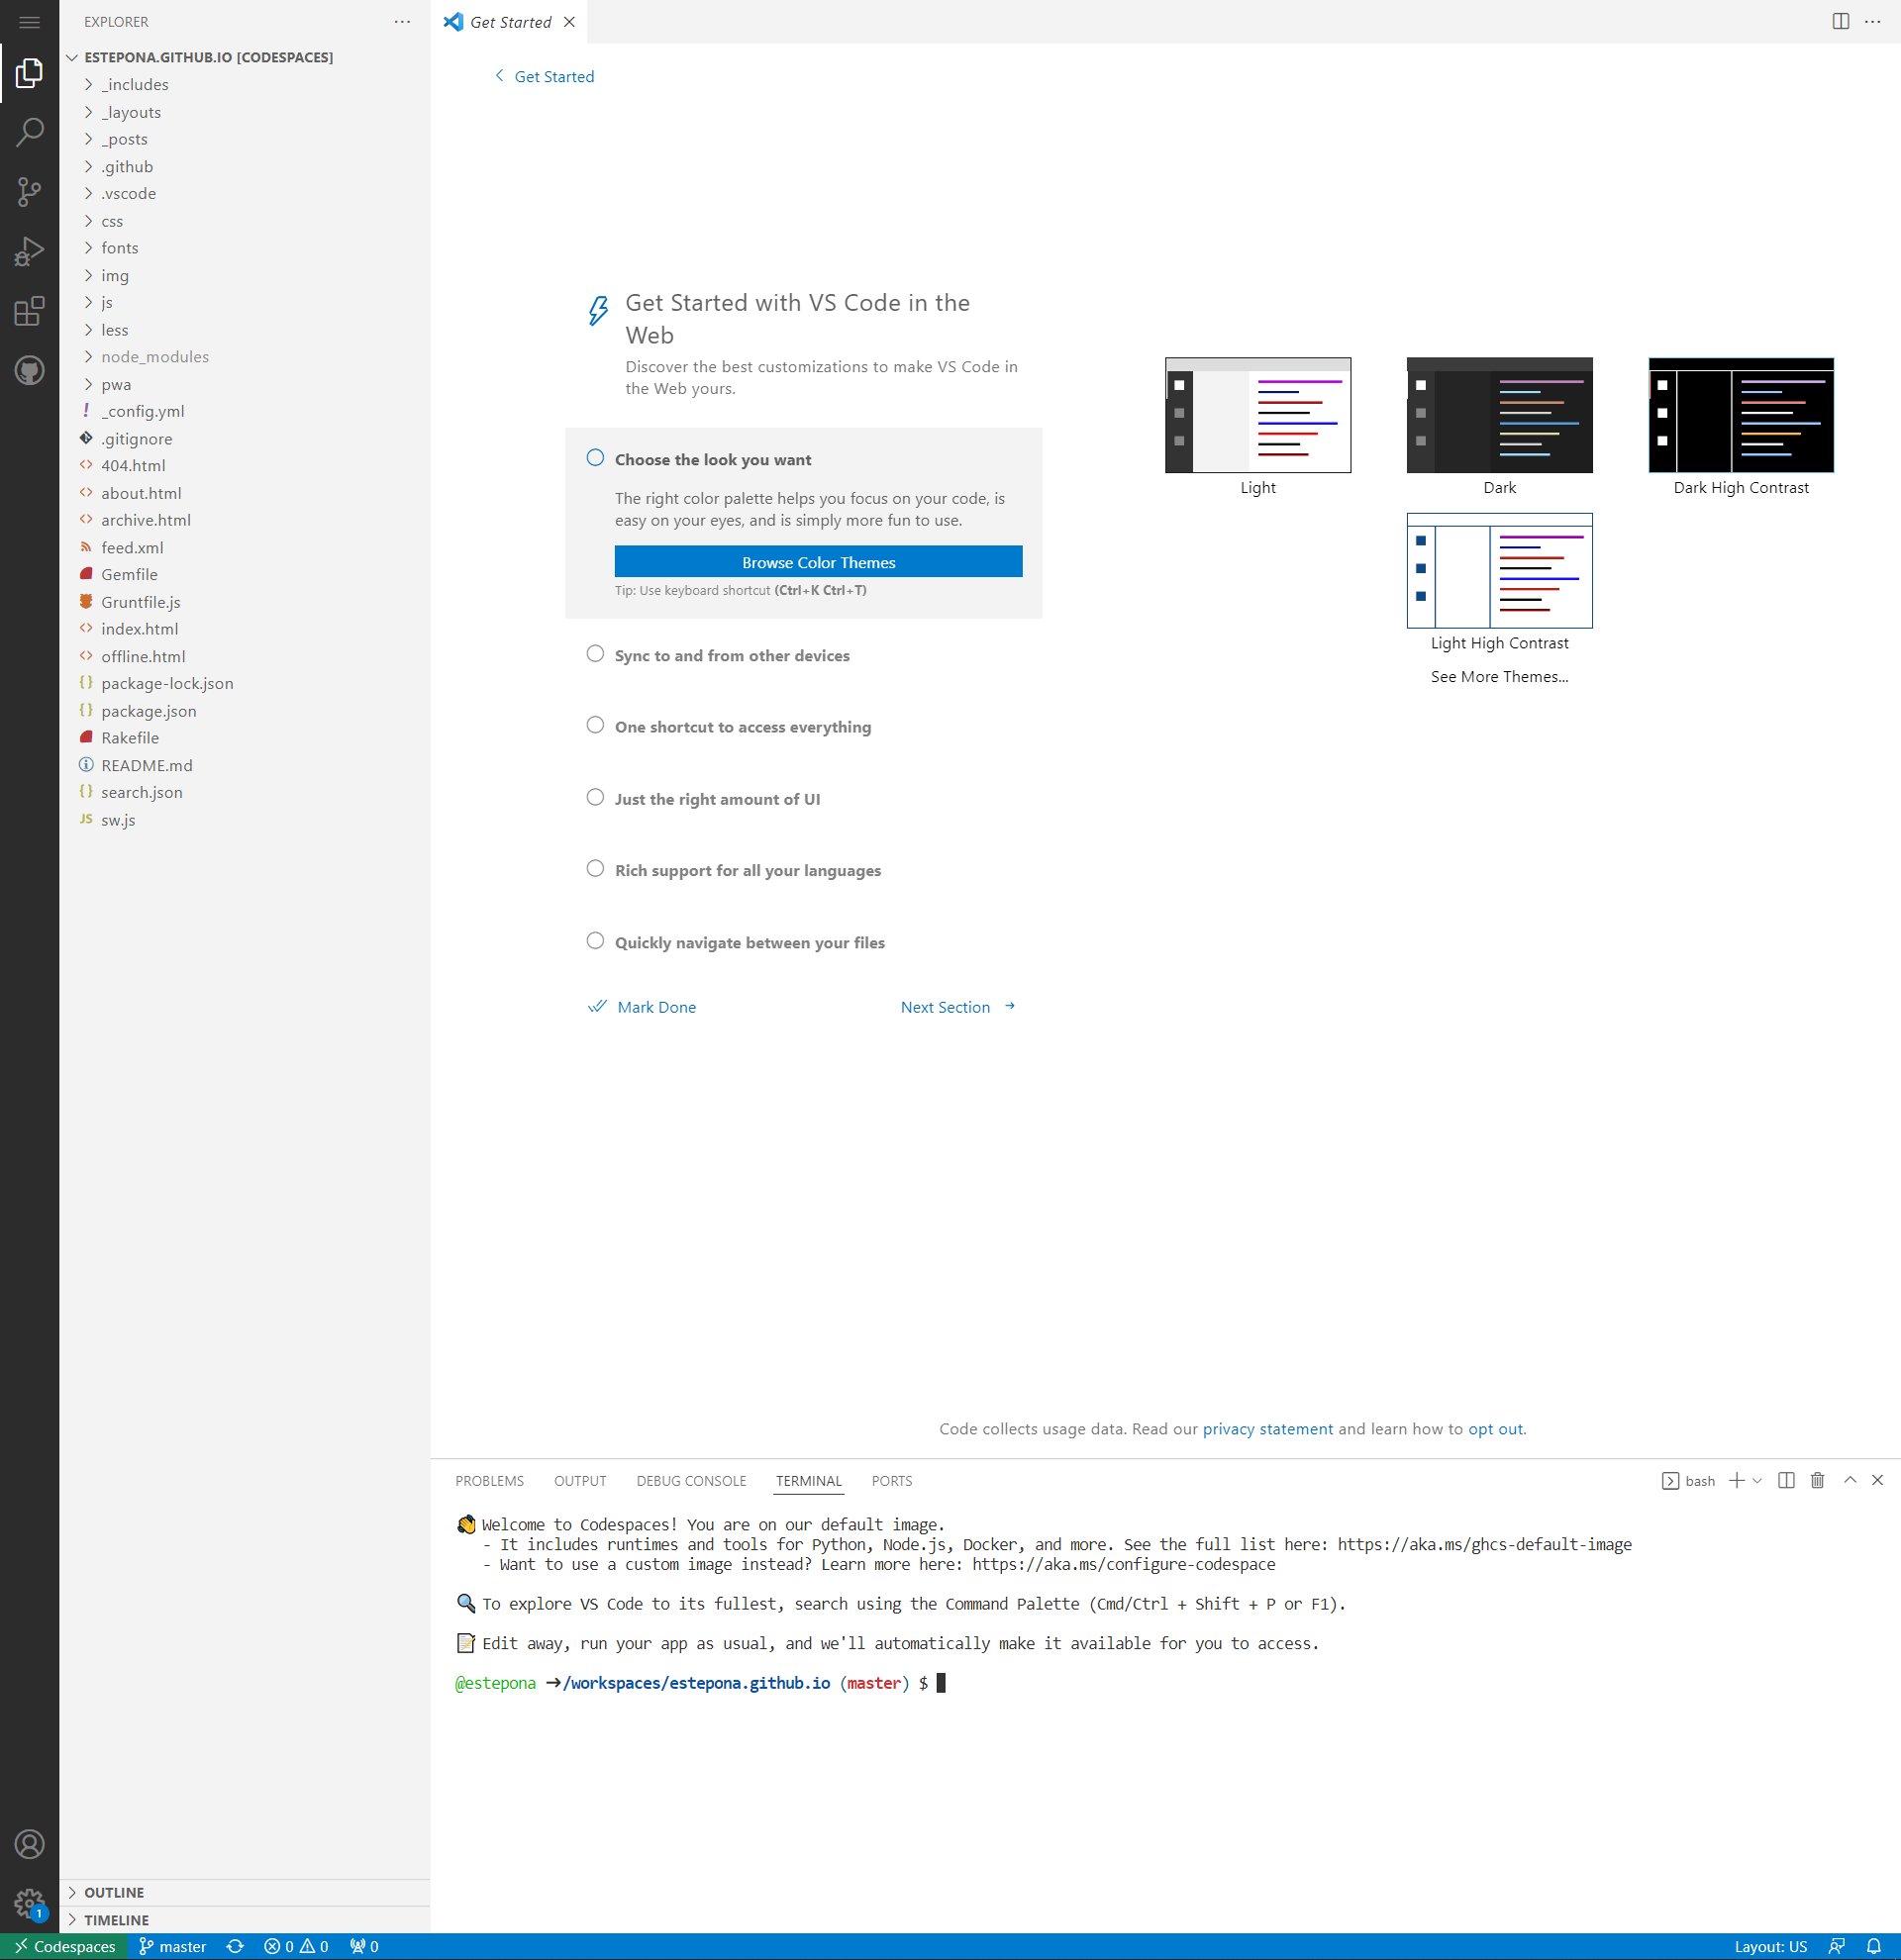 EXPLORER
ESTEPONA.GITHUB.IO [CODESPACES]
_includes
_layouts
_posts
.github
.vscode
css
fonts
img
js
less
node_modules
pwa
_config.yml
.gitignore
404.html
about.html
archive.html
feed.xml
Gemfile
Gruntfile.js
index.html
offline.html
package-lock.json
package.json
Rakefile
README.md
search.json
JS sw.js
OUTLINE
TIMELINE
Get Started
Get Started
Get Started with VS Code in the
Web
Discover the best customizations to make VS Code in
the Web yours.
Choose the look you want
The right color palette helps you focus on your code, is
easy on your eyes, and is simply more fun to use.
Browse Color Themes
Tip: Use keyboard shortcut (Ctrl+K Ctrl+T)
Sync to and from other devices
One shortcut to access everything
Just the right amount of UI
Rich support for all your languages
Quickly navigate between your files
Mark Done
Next Section →
Light
Dark
Dark High Contrast
Light High Contrast
See More Themes...
Code collects usage data. Read our privacy statement and learn how to opt out.
PROBLEMS OUTPUT DEBUG CONSOLE TERMINAL PORTS
bash
👋 Welcome to Codespaces! You are on our default image.
- It includes runtimes and tools for Python, Node.js, Docker, and more. See the full list here: https://aka.ms/ghcs-default-image
- Want to use a custom image instead? Learn more here: https://aka.ms/configure-codespace
🔍 To explore VS Code to its fullest, search using the Command Palette (Cmd/Ctrl + Shift + P or F1).
📝 Edit away, run your app as usual, and we'll automatically make it available for you to access.
@estepona ➜/workspaces/estepona.github.io (master) $
1
Codespaces master 0 0 0
Layout: US